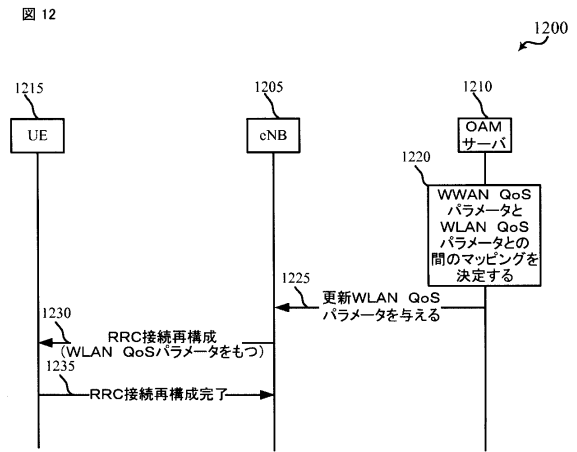 図 12
1200
1215
1205
1210
UE
eNB
OAM
サーバ
1220
WWAN QoS
パラメータと
WLAN QoS
パラメータとの
間のマッピングを
決定する
1225
更新WLAN QoS
パラメータを与える
1230
RRC接続再構成
(WLAN QoSパラメータをもつ)
1235
RRC接続再構成完了